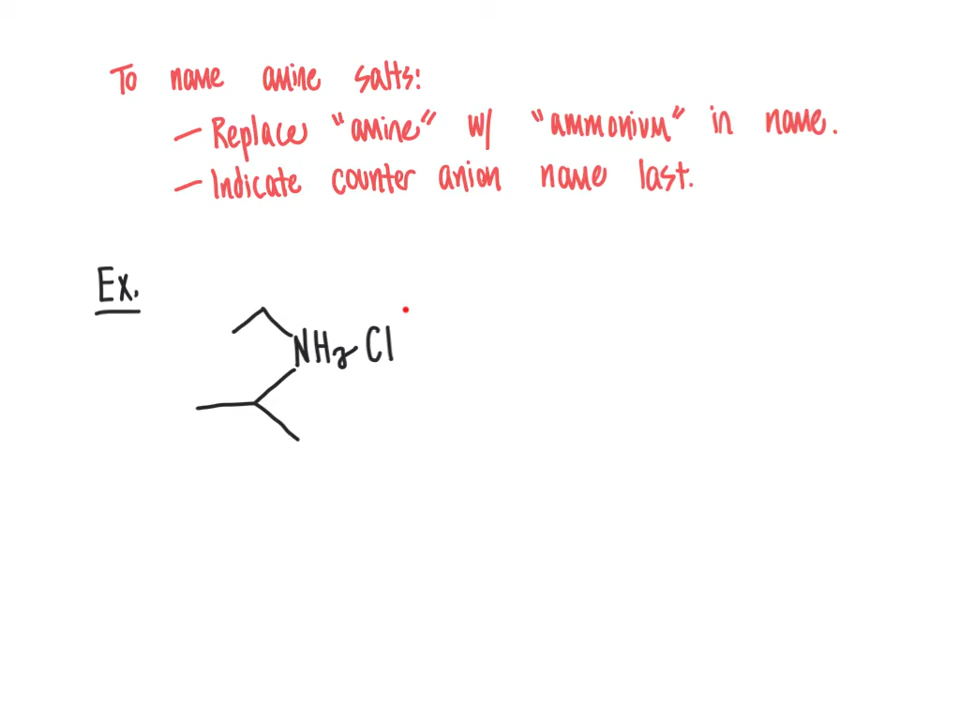 To name amine salts:
- Replace "amine" w/ "ammonium" in name.
- Indicate counter anion name last.
Ex.
NH2 Cl